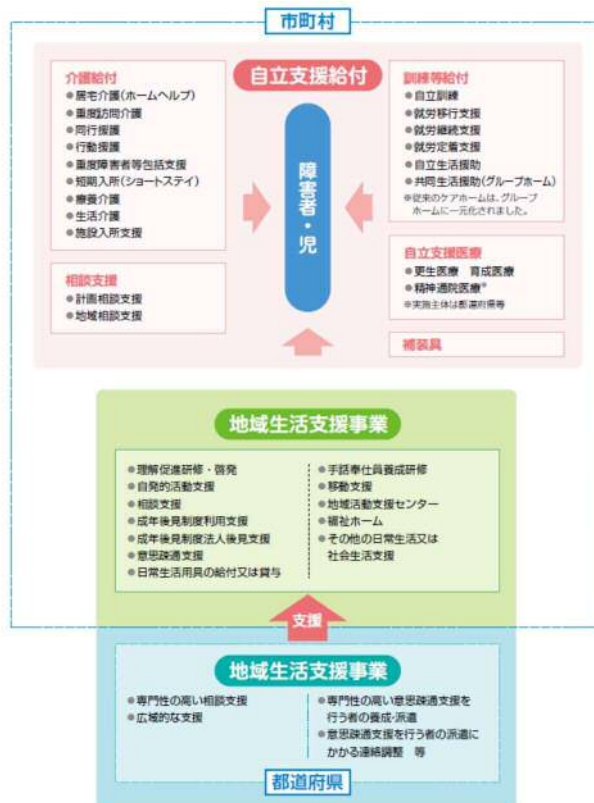 市町村
自立支援給付
介護給付
●居宅介護(ホームヘルプ)
●重度訪問介護
●同行援護
●行動援護
●重度障害者等包括支援
●短期入所(ショートステイ)
●療養介護
●生活介護
●施設入所支援
相談支援
●計画相談支援
●地域相談支援
障害者・児
訓練等給付
●自立訓練
●就労移行支援
●就労継続支援
●就労定着支援
●自立生活援助
●共同生活援助(グループホーム)
※従来のケアホームは、グループ
ホームに一元化されました。
自立支援医療
●更生医療 育成医療
●精神通院医療※
※実施主体は都道府県等
補装具
地域生活支援事業
●理解促進研修・啓発
●自発的活動支援
●相談支援
●成年後見制度利用支援
●成年後見制度法人後見支援
●意思疎通支援
●日常生活用具の給付又は貸与
●手話奉仕員養成研修
●移動支援
●地域活動支援センター
●福祉ホーム
●その他の日常生活又は
社会生活支援
支援
地域生活支援事業
●専門性の高い相談支援
●広域的な支援
●専門性の高い意思疎通支援を
行う者の養成・派遣
●意思疎通支援を行う者の派遣に
かかる連絡調整 等
都道府県